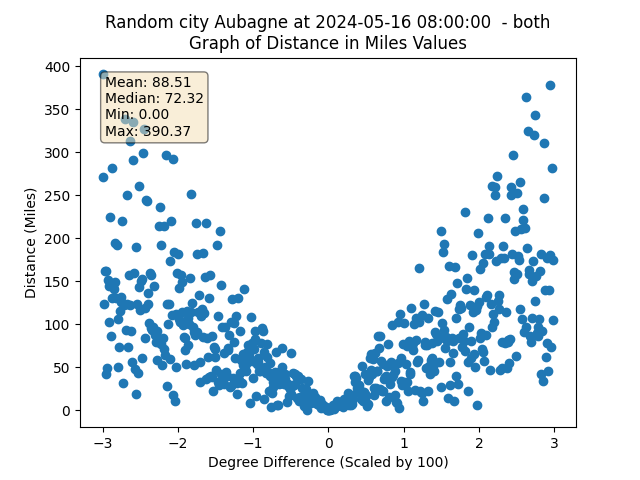 Random city Aubagne at 2024-05-16 08:00:00  - both
Graph of Distance in Miles Values
400
350
300
250
200
150
100
50
0
Distance (Miles)
Mean: 88.51
Median: 72.32
Min: 0.00
Max: 390.37
−3 −2 −1 0 1 2 3
Degree Difference (Scaled by 100)